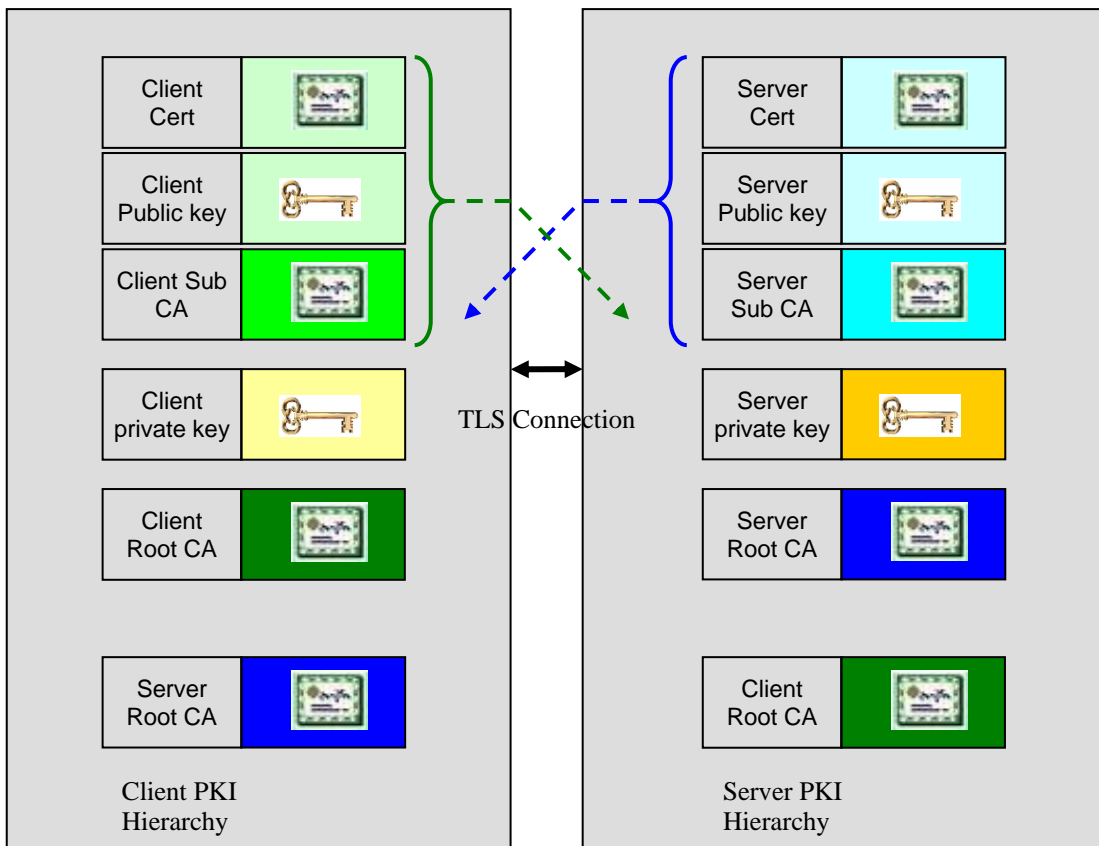 Client
Cert
Client
Public key
Client Sub
CA
Client
private key
Client
Root CA
Server
Root CA
Client PKI
Hierarchy
TLS Connection
Server
Cert
Server
Public key
Server
Sub CA
Server
private key
Server
Root CA
Client
Root CA
Server PKI
Hierarchy